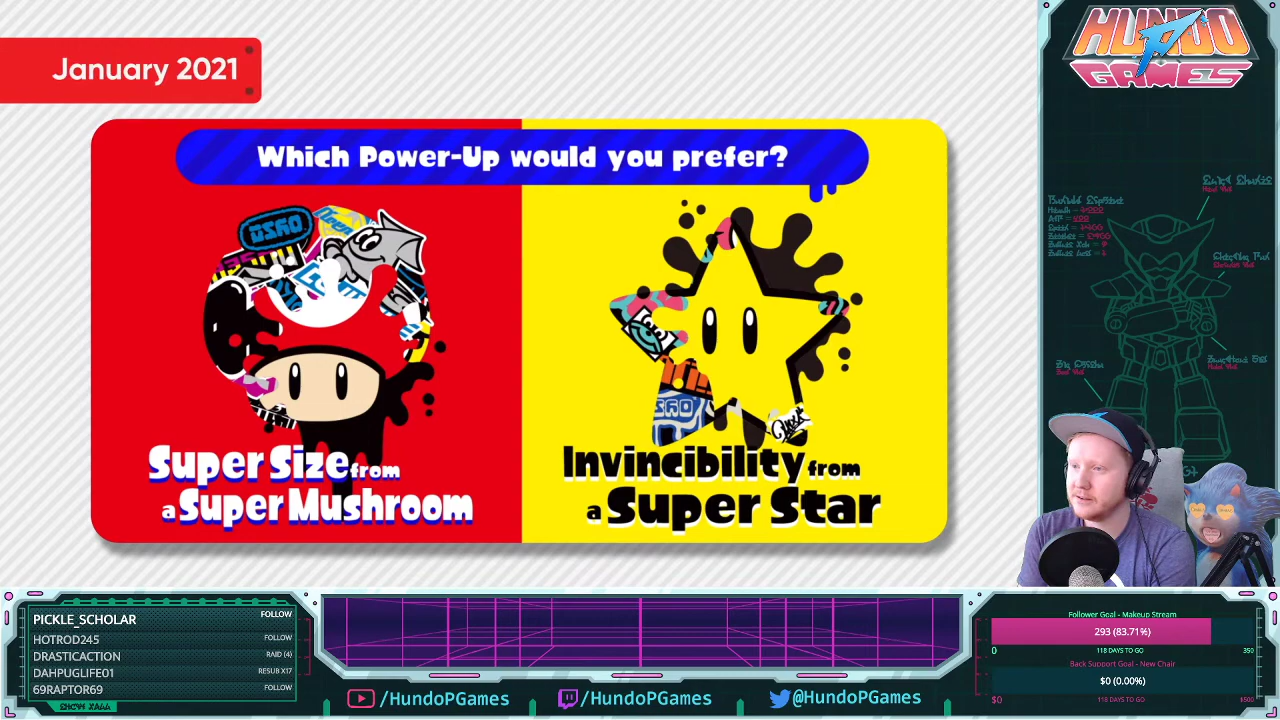 January 2021
HUNDO
P
GAMES
Which Power-Up would you prefer?
Super Size from
a Super Mushroom
Invincibility from
a Super Star
PICKLE_SCHOLAR FOLLOW
HOTROD245 FOLLOW
DRASTICACTION RAID (4)
DAHPUGLIFE01 RESUB X17
69RAPTOR69 FOLLOW
/HundoPGames
/HundoPGames
@HundoPGames
Follower Goal - Makeup Stream
293 (83.71%)
0 118 DAYS TO GO 350
Back Support Goal - New Chair
$0 (0.00%)
$0 118 DAYS TO GO $500